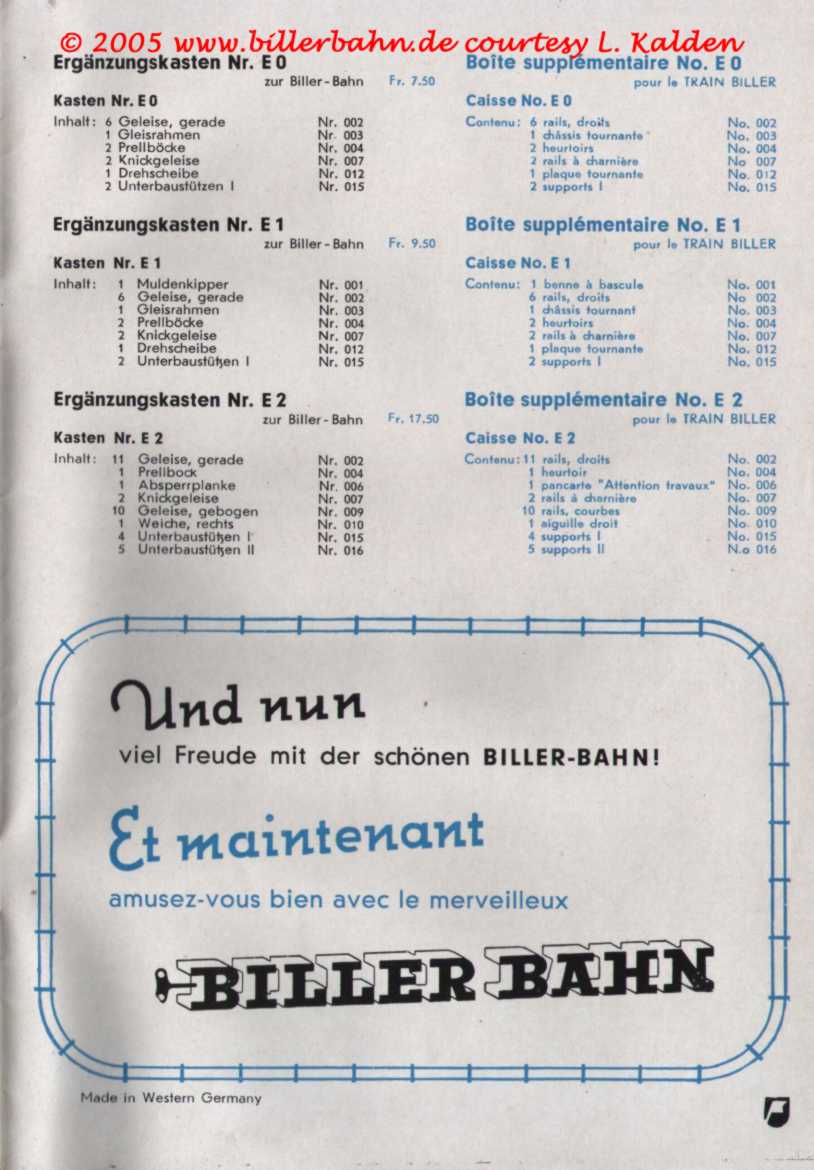 © 2005 www.billerbahn.de courtesy L. Kalden
Ergänzungskasten Nr. E 0
zur Biller-Bahn Fr. 7.50
Kasten Nr. E 0
Inhalt: 6 Geleise, gerade Nr. 002
1 Gleisrahmen Nr. 003
2 Prellböcke Nr. 004
2 Knickgeleise Nr. 007
1 Drehscheibe Nr. 012
2 Unterbaustützen I Nr. 015
Boîte supplémentaire No. E 0
pour le TRAIN BILLER
Caisse No. E 0
Contenu: 6 rails, droits No. 002
1 châssis tournante No. 003
2 heurtoirs No. 004
2 rails à charnière No 007
1 plaque tournante No. 012
2 supports I No. 015
Ergänzungskasten Nr. E 1
zur Biller-Bahn Fr. 9.50
Kasten Nr. E 1
Inhalt: 1 Muldenkipper Nr. 001
6 Geleise, gerade Nr. 002
1 Gleisrahmen Nr. 003
2 Prellböcke Nr. 004
2 Knickgeleise Nr. 007
1 Drehscheibe Nr. 012
2 Unterbaustützen I Nr. 015
Boîte supplémentaire No. E 1
pour le TRAIN BILLER
Caisse No. E 1
Contenu: 1 benne à bascule No. 001
6 rails, droits No 002
1 châssis tournant No. 003
2 heurtoirs No. 004
2 rails à charnière No. 007
1 plaque tournante No. 012
2 supports I No. 015
Ergänzungskasten Nr. E 2
zur Biller-Bahn Fr. 17.50
Kasten Nr. E 2
Inhalt: 11 Geleise, gerade Nr. 002
1 Prellbock Nr. 004
1 Absperrplanke Nr. 006
2 Knickgeleise Nr. 007
10 Geleise, gebogen Nr. 009
1 Weiche, rechts Nr. 010
4 Unterbaustützen I Nr. 015
5 Unterbaustützen II Nr. 016
Boîte supplémentaire No. E 2
pour le TRAIN BILLER
Caisse No. E 2
Contenu: 11 rails, droits No. 002
1 heurtoir No. 004
1 pancarte "Attention travaux" No. 006
2 rails à charnière No. 007
10 rails, courbes No. 009
1 aiguille droit No. 010
4 supports I No. 015
5 supports II N.o 016
Und nun
viel Freude mit der schönen BILLER-BAHN!
Et maintenant
amusez-vous bien avec le merveilleux
BILLER BAHN
Made in Western Germany